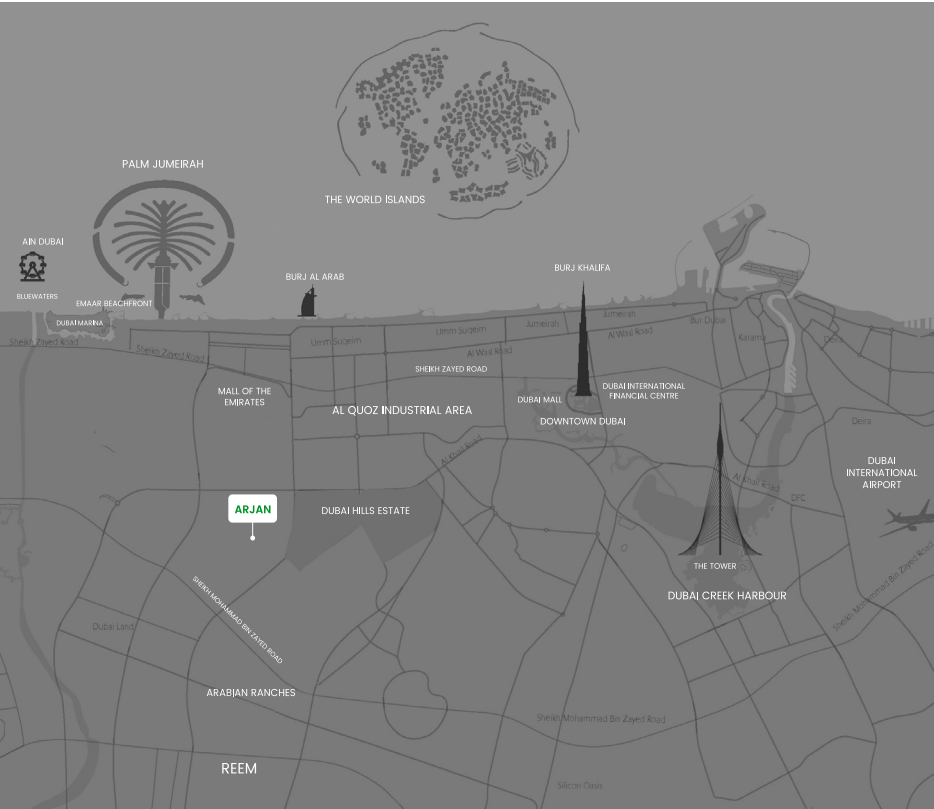 PALM JUMEIRAH
THE WORLD ISLANDS
AIN DUBAI
BURJ KHALIFA
BURJ AL ARAB
BLUEWATERS
EMAAR BEACHFRONT
DUBAI MARINA
Jumeirah
Jumeirah
Bur Dubai
Umm Suqeim
Umm Suqeim
Al Wasl Road
Al Wasl Road
Karama
Deira
Sheikh Zayed Road
Sheikh Zayed Road
SHEIKH ZAYED ROAD
MALL OF THE
EMIRATES
DUBAI MALL
DUBAI INTERNATIONAL
FINANCIAL CENTRE
AL QUOZ INDUSTRIAL AREA
DOWNTOWN DUBAI
Deira
Al Khail Road
DUBAI
INTERNATIONAL
AIRPORT
Al Khail Road
DFC
ARJAN
DUBAI HILLS ESTATE
THE TOWER
DUBAI CREEK HARBOUR
Sheikh Mohammad Bin Zayed Road
SHEIKH MOHAMMAD BIN ZAYED ROAD
Dubai Land
ARABIAN RANCHES
Sheikh Mohammad Bin Zayed Road
REEM
Silicon Oasis